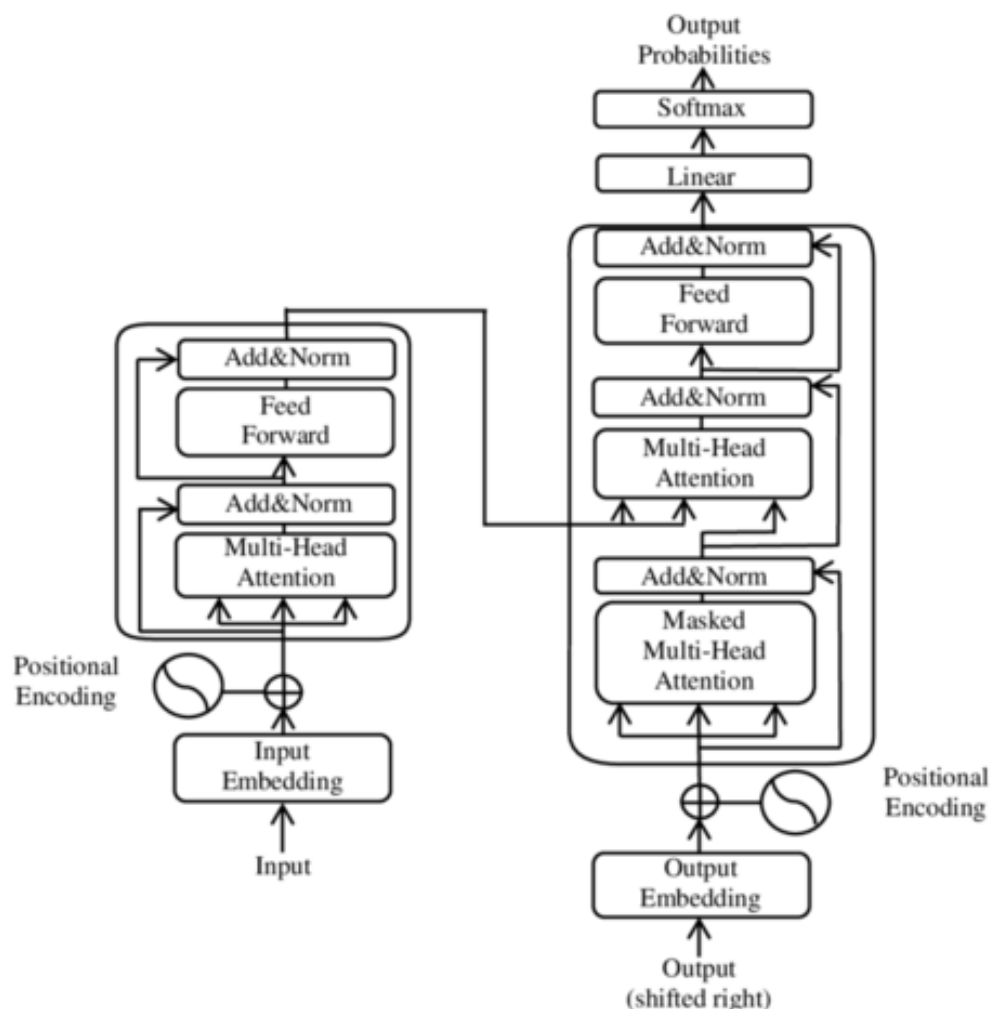 Output
Probabilities
Softmax
Linear
Add&Norm
Feed
Forward
Add&Norm
Multi-Head
Attention
Add&Norm
Masked
Multi-Head
Attention
Positional
Encoding
Output
Embedding
Output
(shifted right)
Add&Norm
Feed
Forward
Add&Norm
Multi-Head
Attention
Positional
Encoding
Input
Embedding
Input